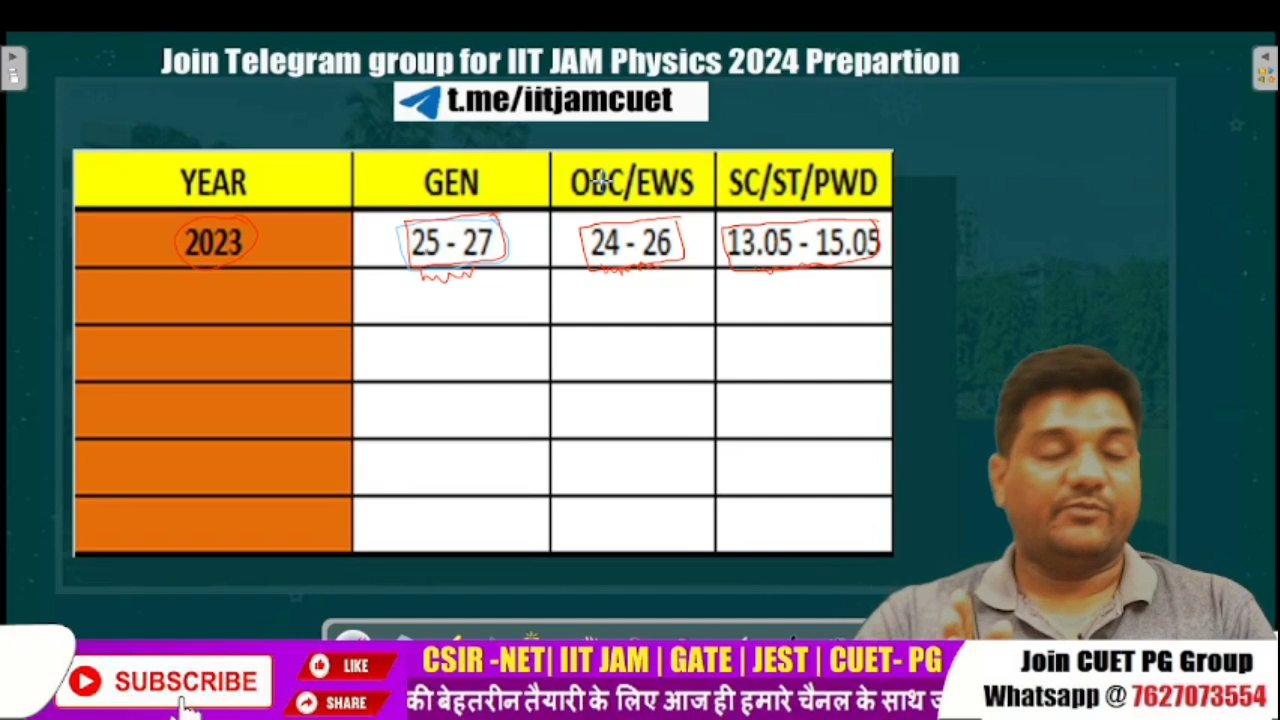 Join Telegram group for IIT JAM Physics 2024 Prepartion
t.me/iitjamcuet
YEAR GEN OBC/EWS SC/ST/PWD
2023 25 - 27 24 - 26 13.05 - 15.05
SUBSCRIBE
LIKE
SHARE
CSIR -NET| IIT JAM | GATE | JEST | CUET- PG
की बेहतरीन तैयारी के लिए आज ही हमारे चैनल के साथ
Join CUET PG Group
Whatsapp @ 7627073554